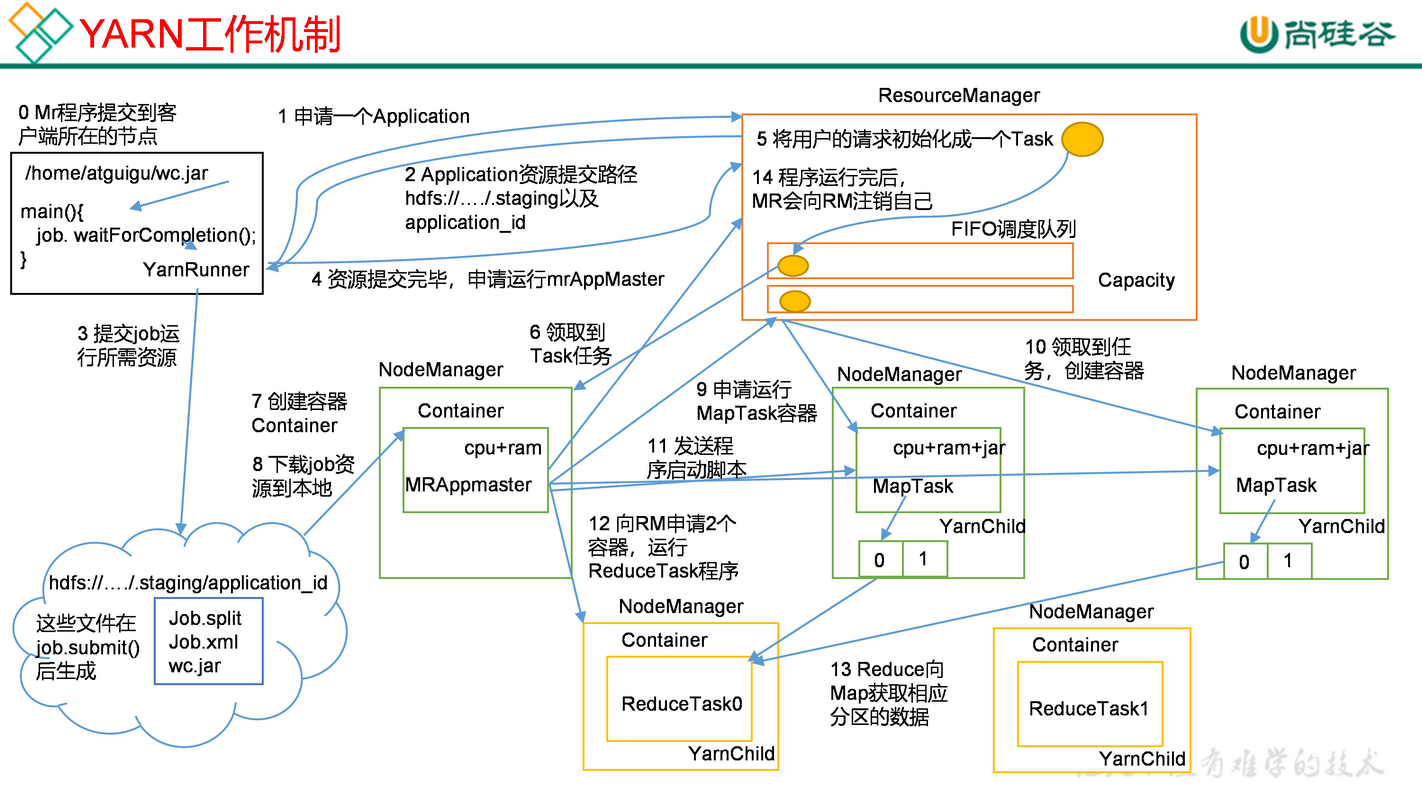 YARN工作机制
尚硅谷
0 Mr程序提交到客
户端所在的节点
/home/atguigu/wc.jar
main(){
job. waitForCompletion();
}
YarnRunner
1 申请一个Application
2 Application资源提交路径
hdfs://…./.staging以及
application_id
3 提交job运
行所需资源
4 资源提交完毕，申请运行mrAppMaster
ResourceManager
5 将用户的请求初始化成一个Task
14 程序运行完后，
MR会向RM注销自己
FIFO调度队列
Capacity
6 领取到
Task任务
NodeManager
7 创建容器
Container
Container
cpu+ram
MRAppmaster
8 下载job资
源到本地
9 申请运行
MapTask容器
10 领取到任
务，创建容器
11 发送程
序启动脚本
NodeManager
Container
cpu+ram+jar
MapTask
YarnChild
0
1
NodeManager
Container
cpu+ram+jar
MapTask
YarnChild
0
1
hdfs://…./.staging/application_id
这些文件在
job.submit()
后生成
Job.split
Job.xml
wc.jar
12 向RM申请2个
容器，运行
ReduceTask程序
NodeManager
Container
ReduceTask0
YarnChild
13 Reduce向
Map获取相应
分区的数据
NodeManager
Container
ReduceTask1
YarnChild
有难学的技术